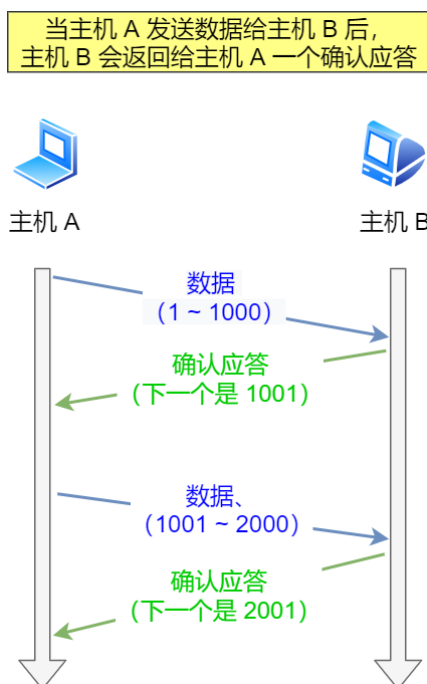 当主机 A 发送数据给主机 B 后，
主机 B 会返回给主机 A 一个确认应答
主机 A
主机 B
数据
（1 ~ 1000）
确认应答
（下一个是 1001）
数据、
（1001 ~ 2000）
确认应答
（下一个是 2001）